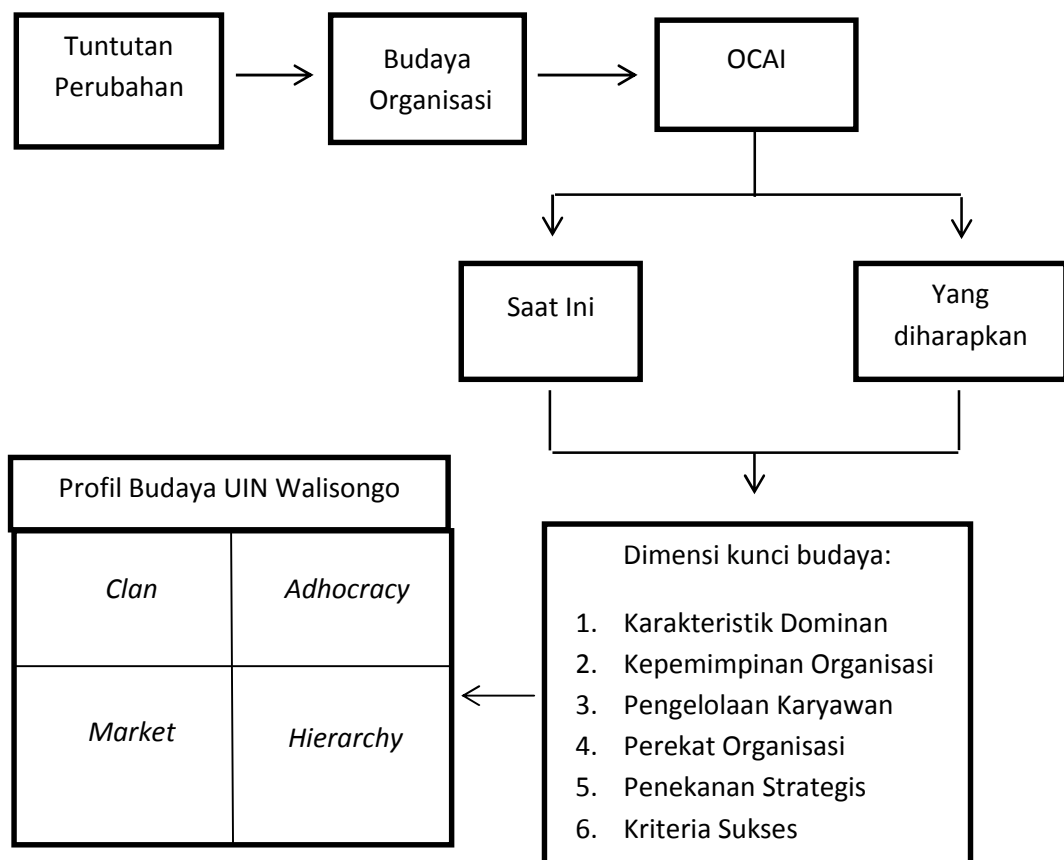 Tuntutan
Perubahan
Budaya
Organisasi
OCAI
Saat Ini
Yang
diharapkan
Profil Budaya UIN Walisongo
Clan
Adhocracy
Market
Hierarchy
Dimensi kunci budaya:
1. Karakteristik Dominan
2. Kepemimpinan Organisasi
3. Pengelolaan Karyawan
4. Perekat Organisasi
5. Penekanan Strategis
6. Kriteria Sukses